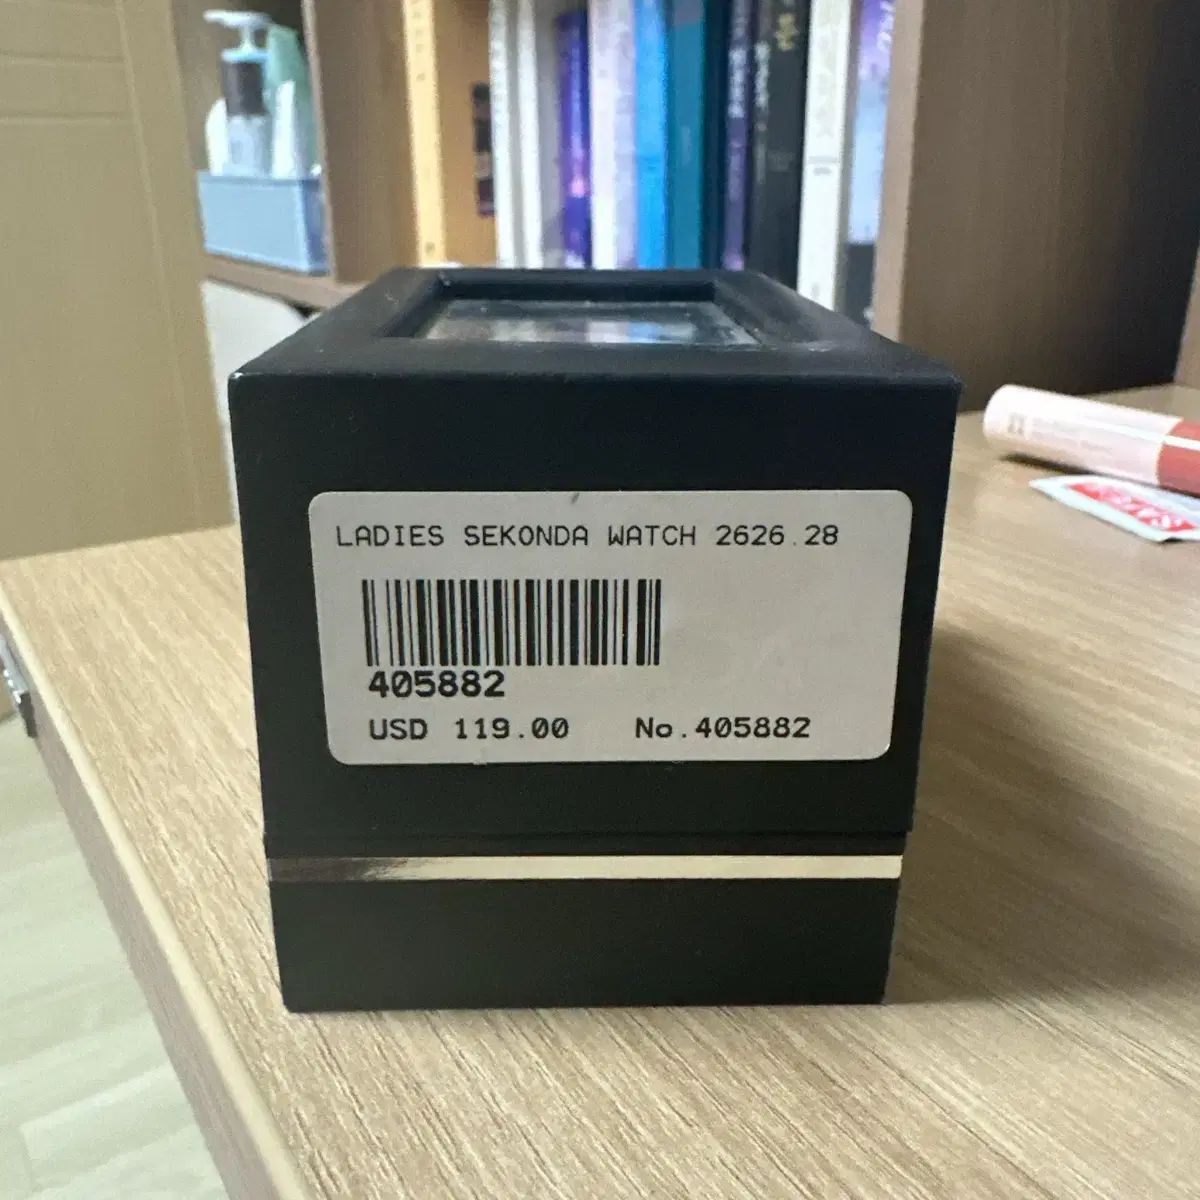 LADIES SEKONDA WATCH 2626.28
405882
USD 119.00 No.405882